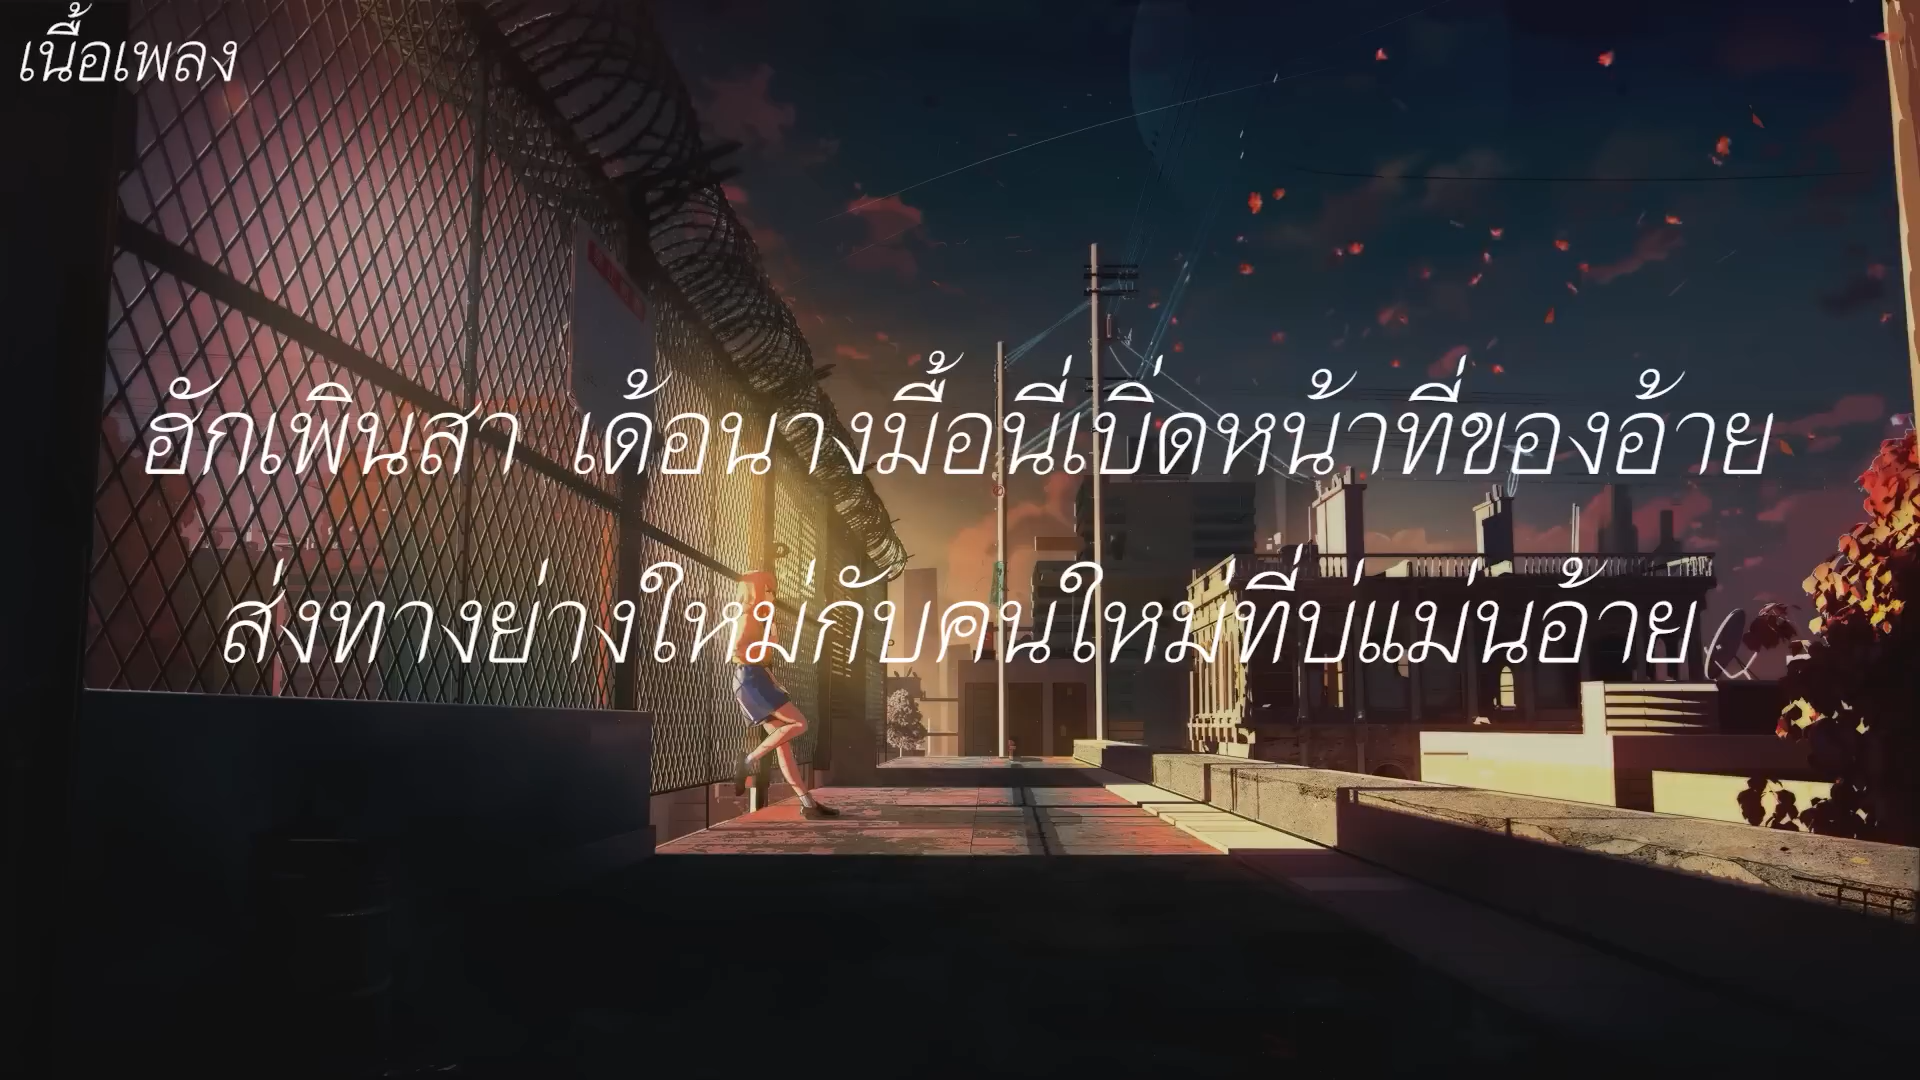 เนื้อเพลง
ฮักเพินสา เด้อนางมื้อนี่เบิ่ดหน้าที่ของอ้าย
ส่งทางย่างใหม่กับคนใหม่ที่บ่แม่นอ้าย